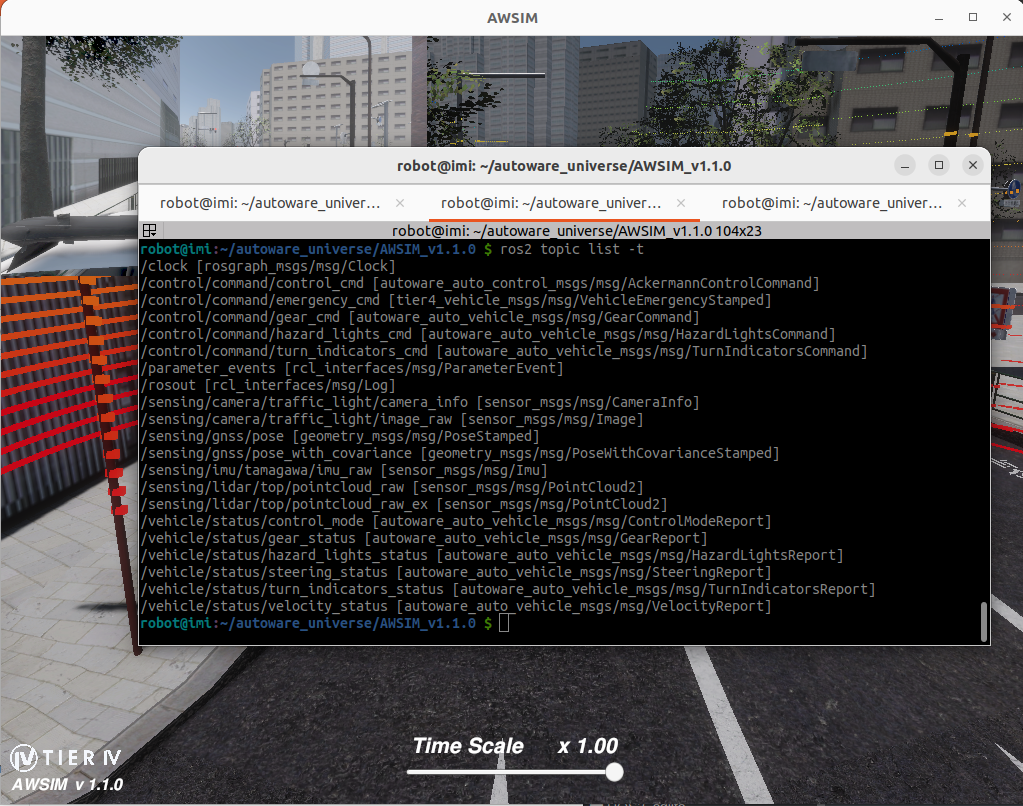 AWSIM
robot@imi: ~/autoware_universe/AWSIM_v1.1.0
robot@imi: ~/autoware_univer… × robot@imi: ~/autoware_univer… × robot@imi: ~/autoware_univer… ×
robot@imi: ~/autoware_universe/AWSIM_v1.1.0 104x23
robot@imi:~/autoware_universe/AWSIM_v1.1.0 $ ros2 topic list -t
/clock [rosgraph_msgs/msg/Clock]
/control/command/control_cmd [autoware_auto_control_msgs/msg/AckermannControlCommand]
/control/command/emergency_cmd [tier4_vehicle_msgs/msg/VehicleEmergencyStamped]
/control/command/gear_cmd [autoware_auto_vehicle_msgs/msg/GearCommand]
/control/command/hazard_lights_cmd [autoware_auto_vehicle_msgs/msg/HazardLightsCommand]
/control/command/turn_indicators_cmd [autoware_auto_vehicle_msgs/msg/TurnIndicatorsCommand]
/parameter_events [rcl_interfaces/msg/ParameterEvent]
/rosout [rcl_interfaces/msg/Log]
/sensing/camera/traffic_light/camera_info [sensor_msgs/msg/CameraInfo]
/sensing/camera/traffic_light/image_raw [sensor_msgs/msg/Image]
/sensing/gnss/pose [geometry_msgs/msg/PoseStamped]
/sensing/gnss/pose_with_covariance [geometry_msgs/msg/PoseWithCovarianceStamped]
/sensing/imu/tamagawa/imu_raw [sensor_msgs/msg/Imu]
/sensing/lidar/top/pointcloud_raw [sensor_msgs/msg/PointCloud2]
/sensing/lidar/top/pointcloud_raw_ex [sensor_msgs/msg/PointCloud2]
/vehicle/status/control_mode [autoware_auto_vehicle_msgs/msg/ControlModeReport]
/vehicle/status/gear_status [autoware_auto_vehicle_msgs/msg/GearReport]
/vehicle/status/hazard_lights_status [autoware_auto_vehicle_msgs/msg/HazardLightsReport]
/vehicle/status/steering_status [autoware_auto_vehicle_msgs/msg/SteeringReport]
/vehicle/status/turn_indicators_status [autoware_auto_vehicle_msgs/msg/TurnIndicatorsReport]
/vehicle/status/velocity_status [autoware_auto_vehicle_msgs/msg/VelocityReport]
robot@imi:~/autoware_universe/AWSIM_v1.1.0 $
Time Scale x 1.00
TIER IV
AWSIM v 1.1.0